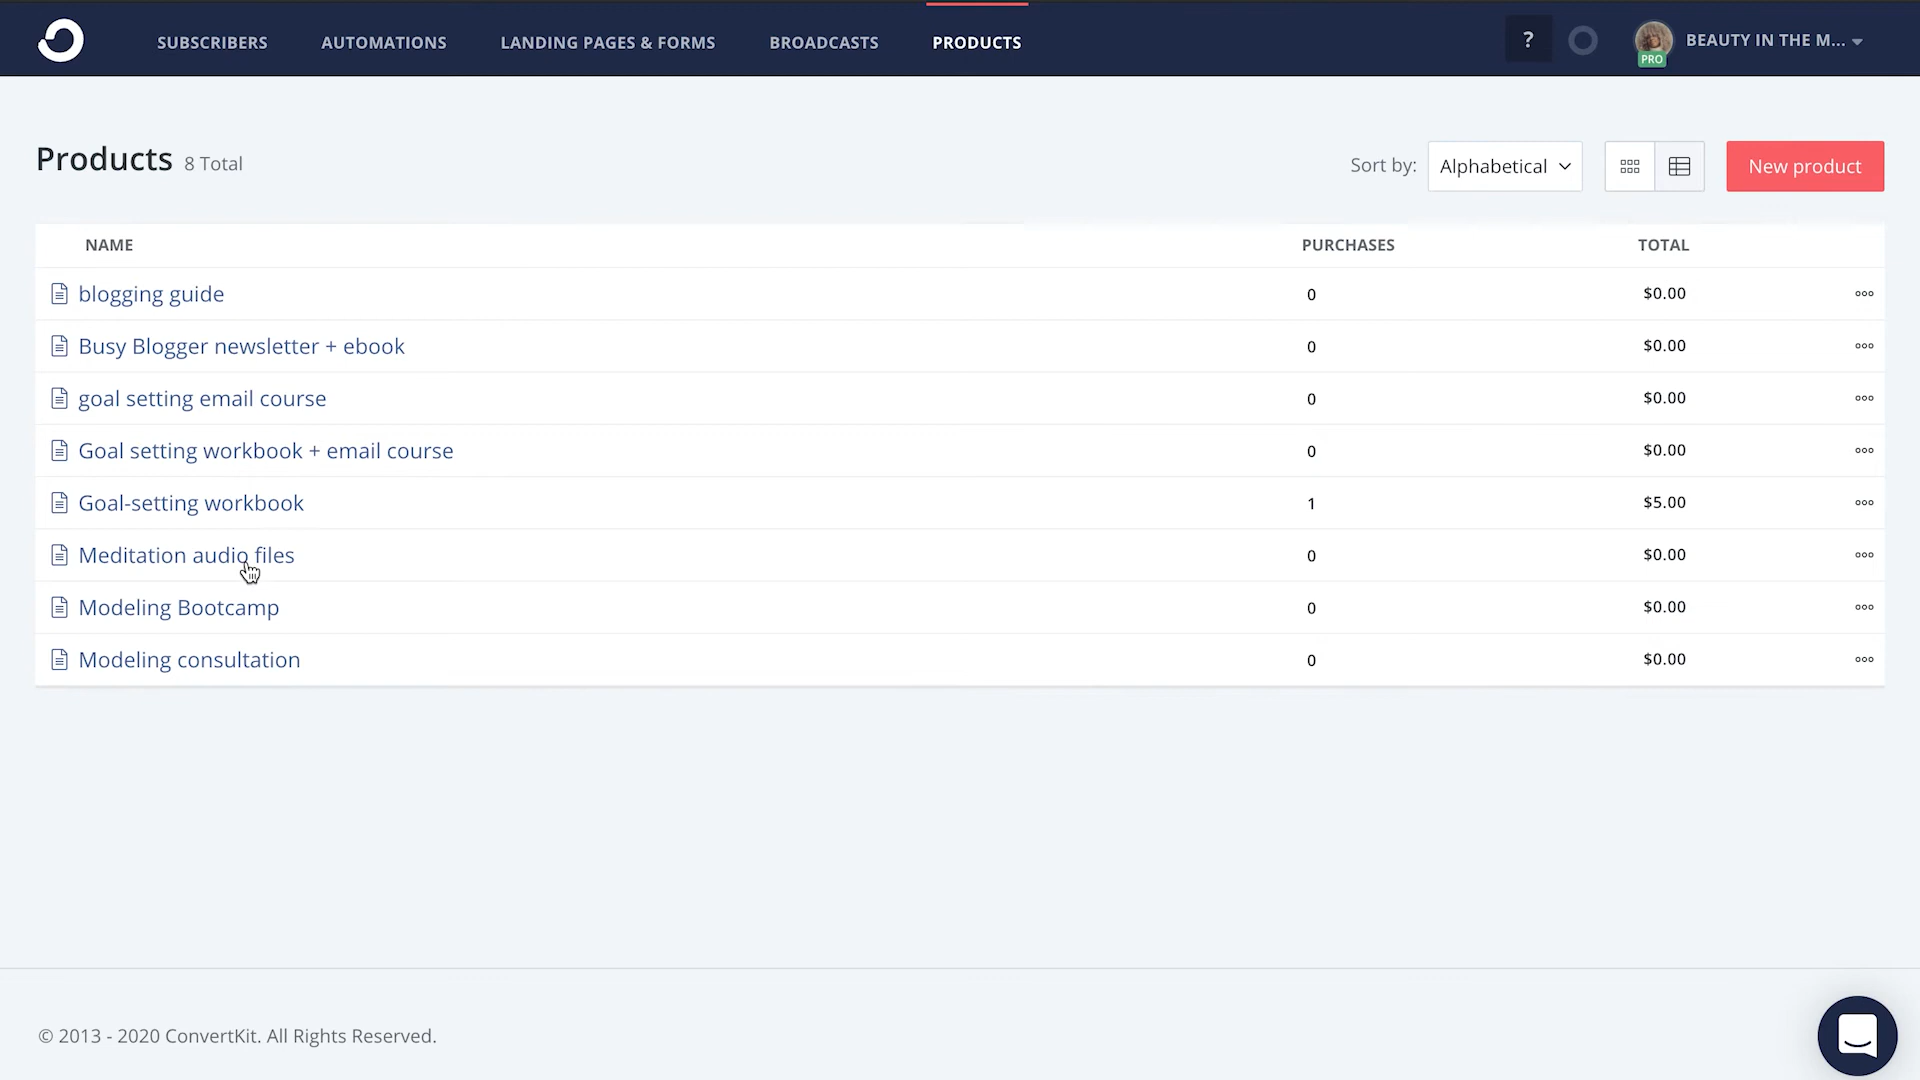 SUBSCRIBERS AUTOMATIONS LANDING PAGES & FORMS BROADCASTS PRODUCTS ? PRO BEAUTY IN THE M...
Products 8 Total Sort by: Alphabetical New product
NAME PURCHASES TOTAL
blogging guide 0 $0.00
Busy Blogger newsletter + ebook 0 $0.00
goal setting email course 0 $0.00
Goal setting workbook + email course 0 $0.00
Goal-setting workbook 1 $5.00
Meditation audio files 0 $0.00
Modeling Bootcamp 0 $0.00
Modeling consultation 0 $0.00
© 2013 - 2020 ConvertKit. All Rights Reserved.